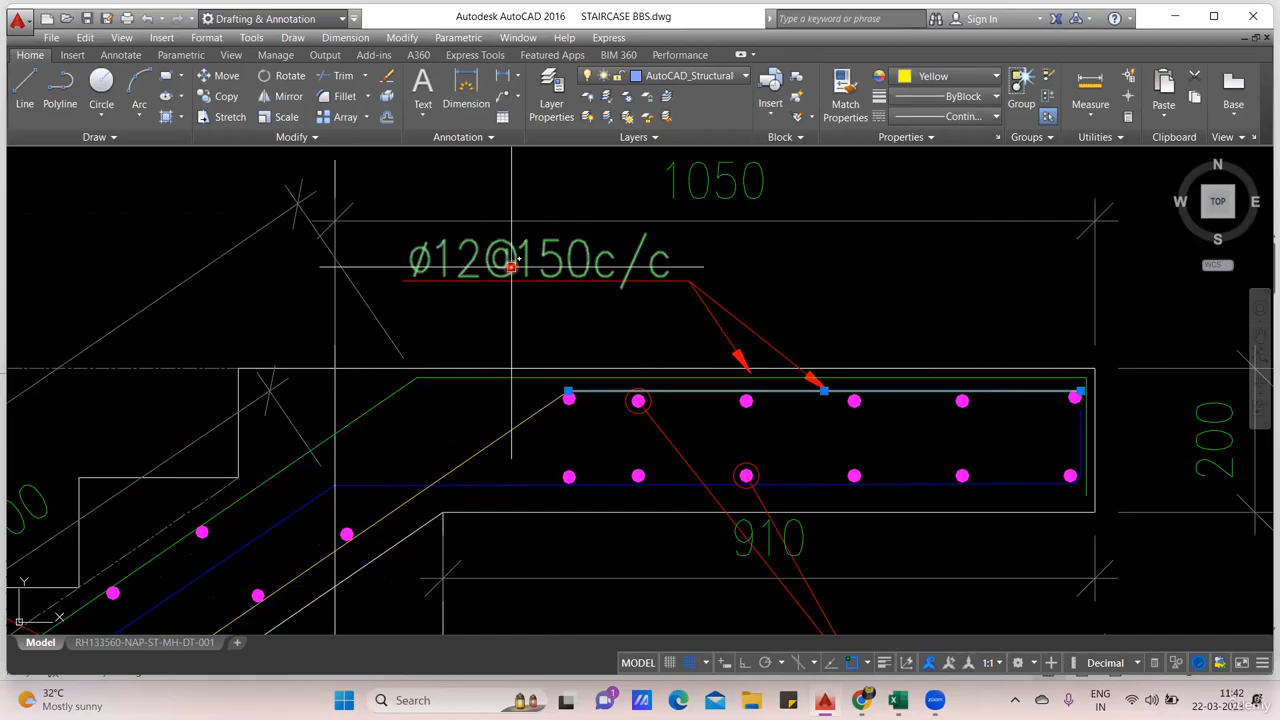 Autodesk AutoCAD 2016 STAIRCASE BBS.dwg
Drafting & Annotation
Type a keyword or phrase
Sign In
File Edit View Insert Format Tools Draw Dimension Modify Parametric Window Help Express
Home Insert Annotate Parametric View Manage Output Add-ins A360 Express Tools Featured Apps BIM 360 Performance
Line Polyline Circle Arc
Move Rotate Trim
Copy Mirror Fillet
Stretch Scale Array
Text Dimension
Layer Properties
AutoCAD_Structural
Insert
Match Properties
Yellow
ByBlock
Contin...
Group
Measure
Paste
Base
Draw Modify Annotation Layers Block Properties Groups Utilities Clipboard View
1050
ø12@150c/c
N
W TOP E
S
WCS
200
910
00
Y
X
Model RH133560-NAP-ST-MH-DT-001 +
MODEL 1:1 Decimal
32°C
Mostly sunny
Search
1
ENG
IN
11:42
22-03-2023